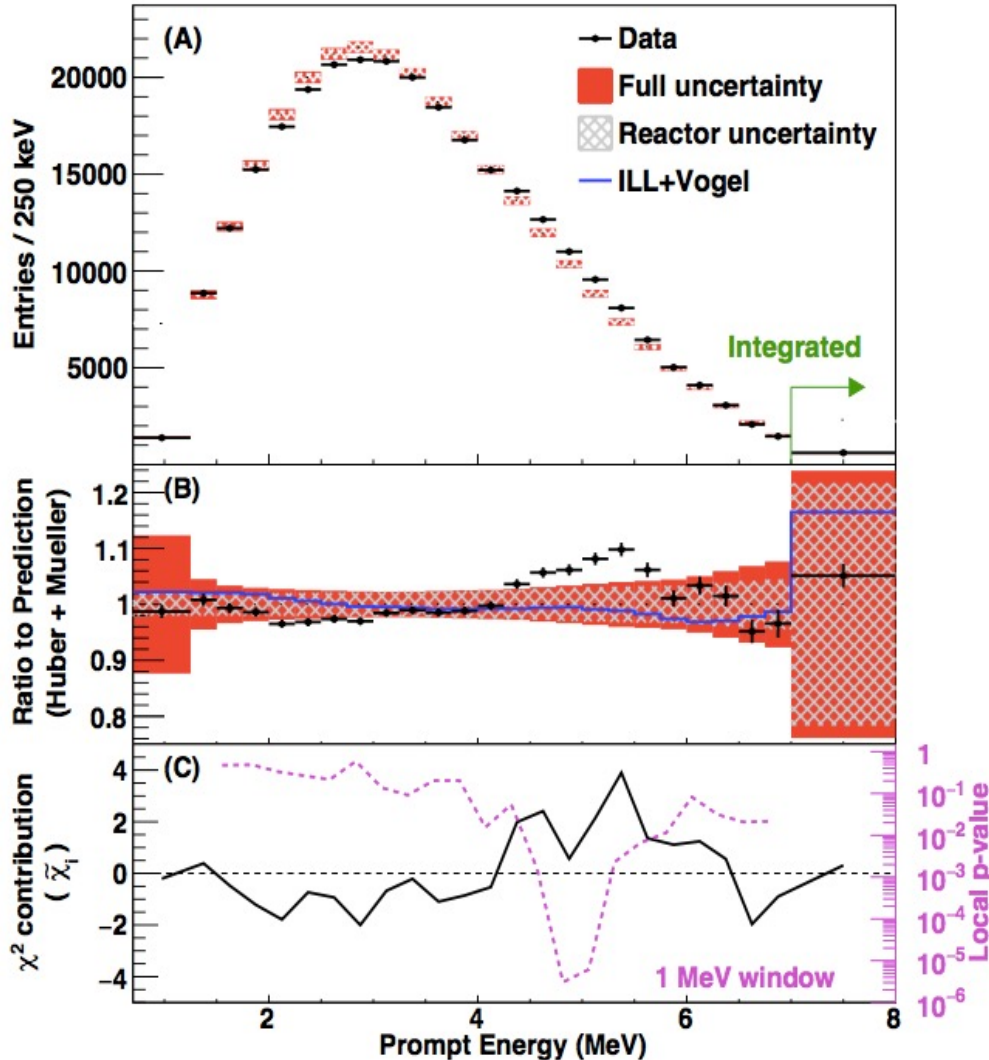 (A)
Data
Full uncertainty
Reactor uncertainty
ILL+Vogel
Integrated
Entries / 250 keV
20000
15000
10000
5000
(B)
Ratio to Prediction
(Huber + Mueller)
1.2
1.1
1
0.9
0.8
(C)
χ² contribution
( χ̃ᵢ )
4
2
0
−2
−4
1 MeV window
1
10⁻¹
10⁻²
10⁻³
10⁻⁴
10⁻⁵
10⁻⁶
Local p-value
2 4 6 8
Prompt Energy (MeV)